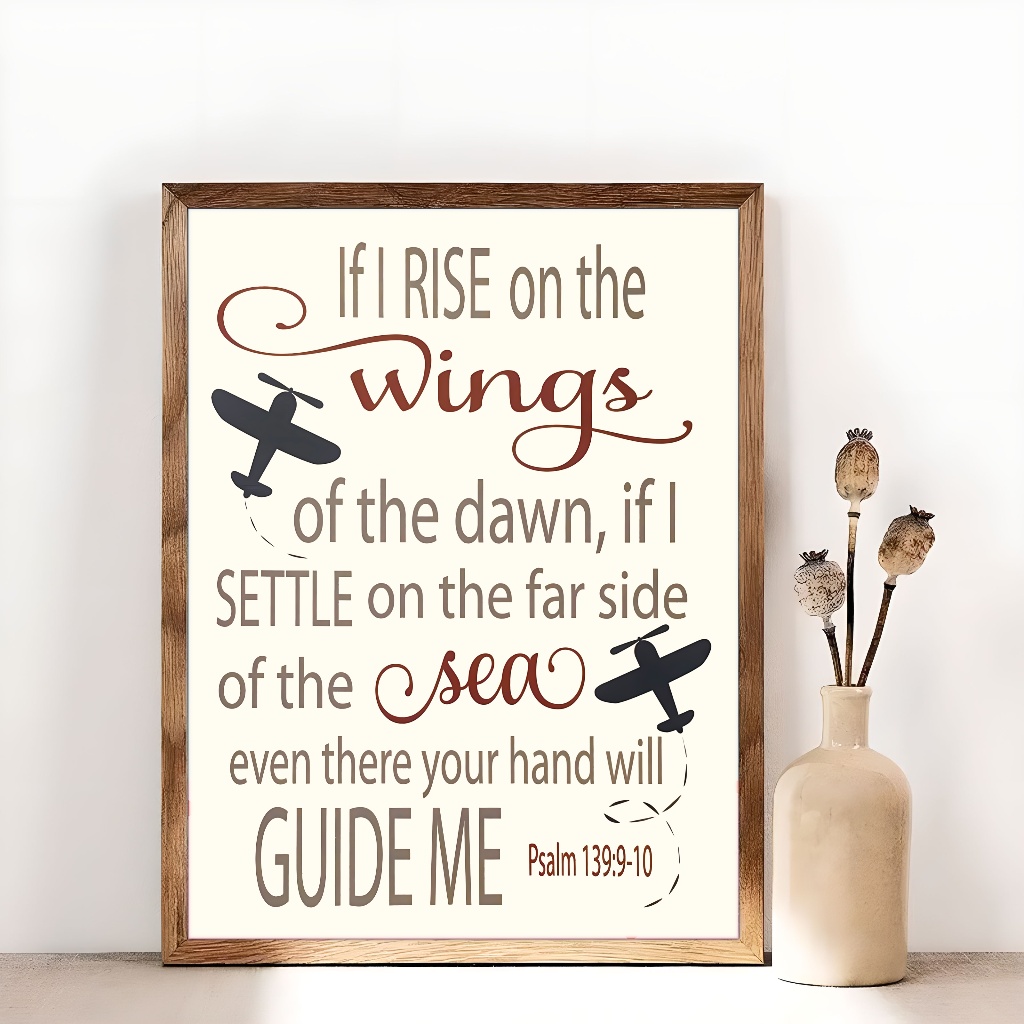 If I RISE on the
wings
of the dawn, if I
SETTLE on the far side
of the sea
even there your hand will
GUIDE ME Psalm 139:9-10